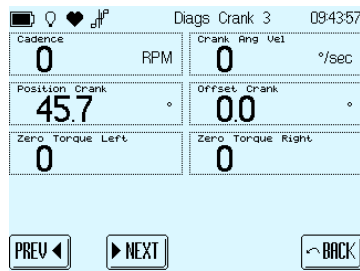 Diags Crank 3 09:43:57
Cadence Crank Ang Vel
0 RPM 0 °/sec
Position Crank Offset Crank
45.7 ° 0.0 °
Zero Torque Left Zero Torque Right
0 0
PREV NEXT BACK